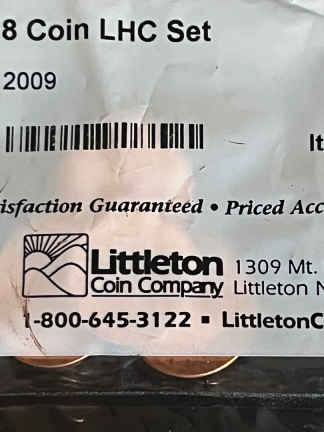 8 Coin LHC Set
2009
It
isfaction Guaranteed • Priced Acc
Littleton
Coin Company
1309 Mt.
Littleton N
1-800-645-3122 ▪ LittletonC